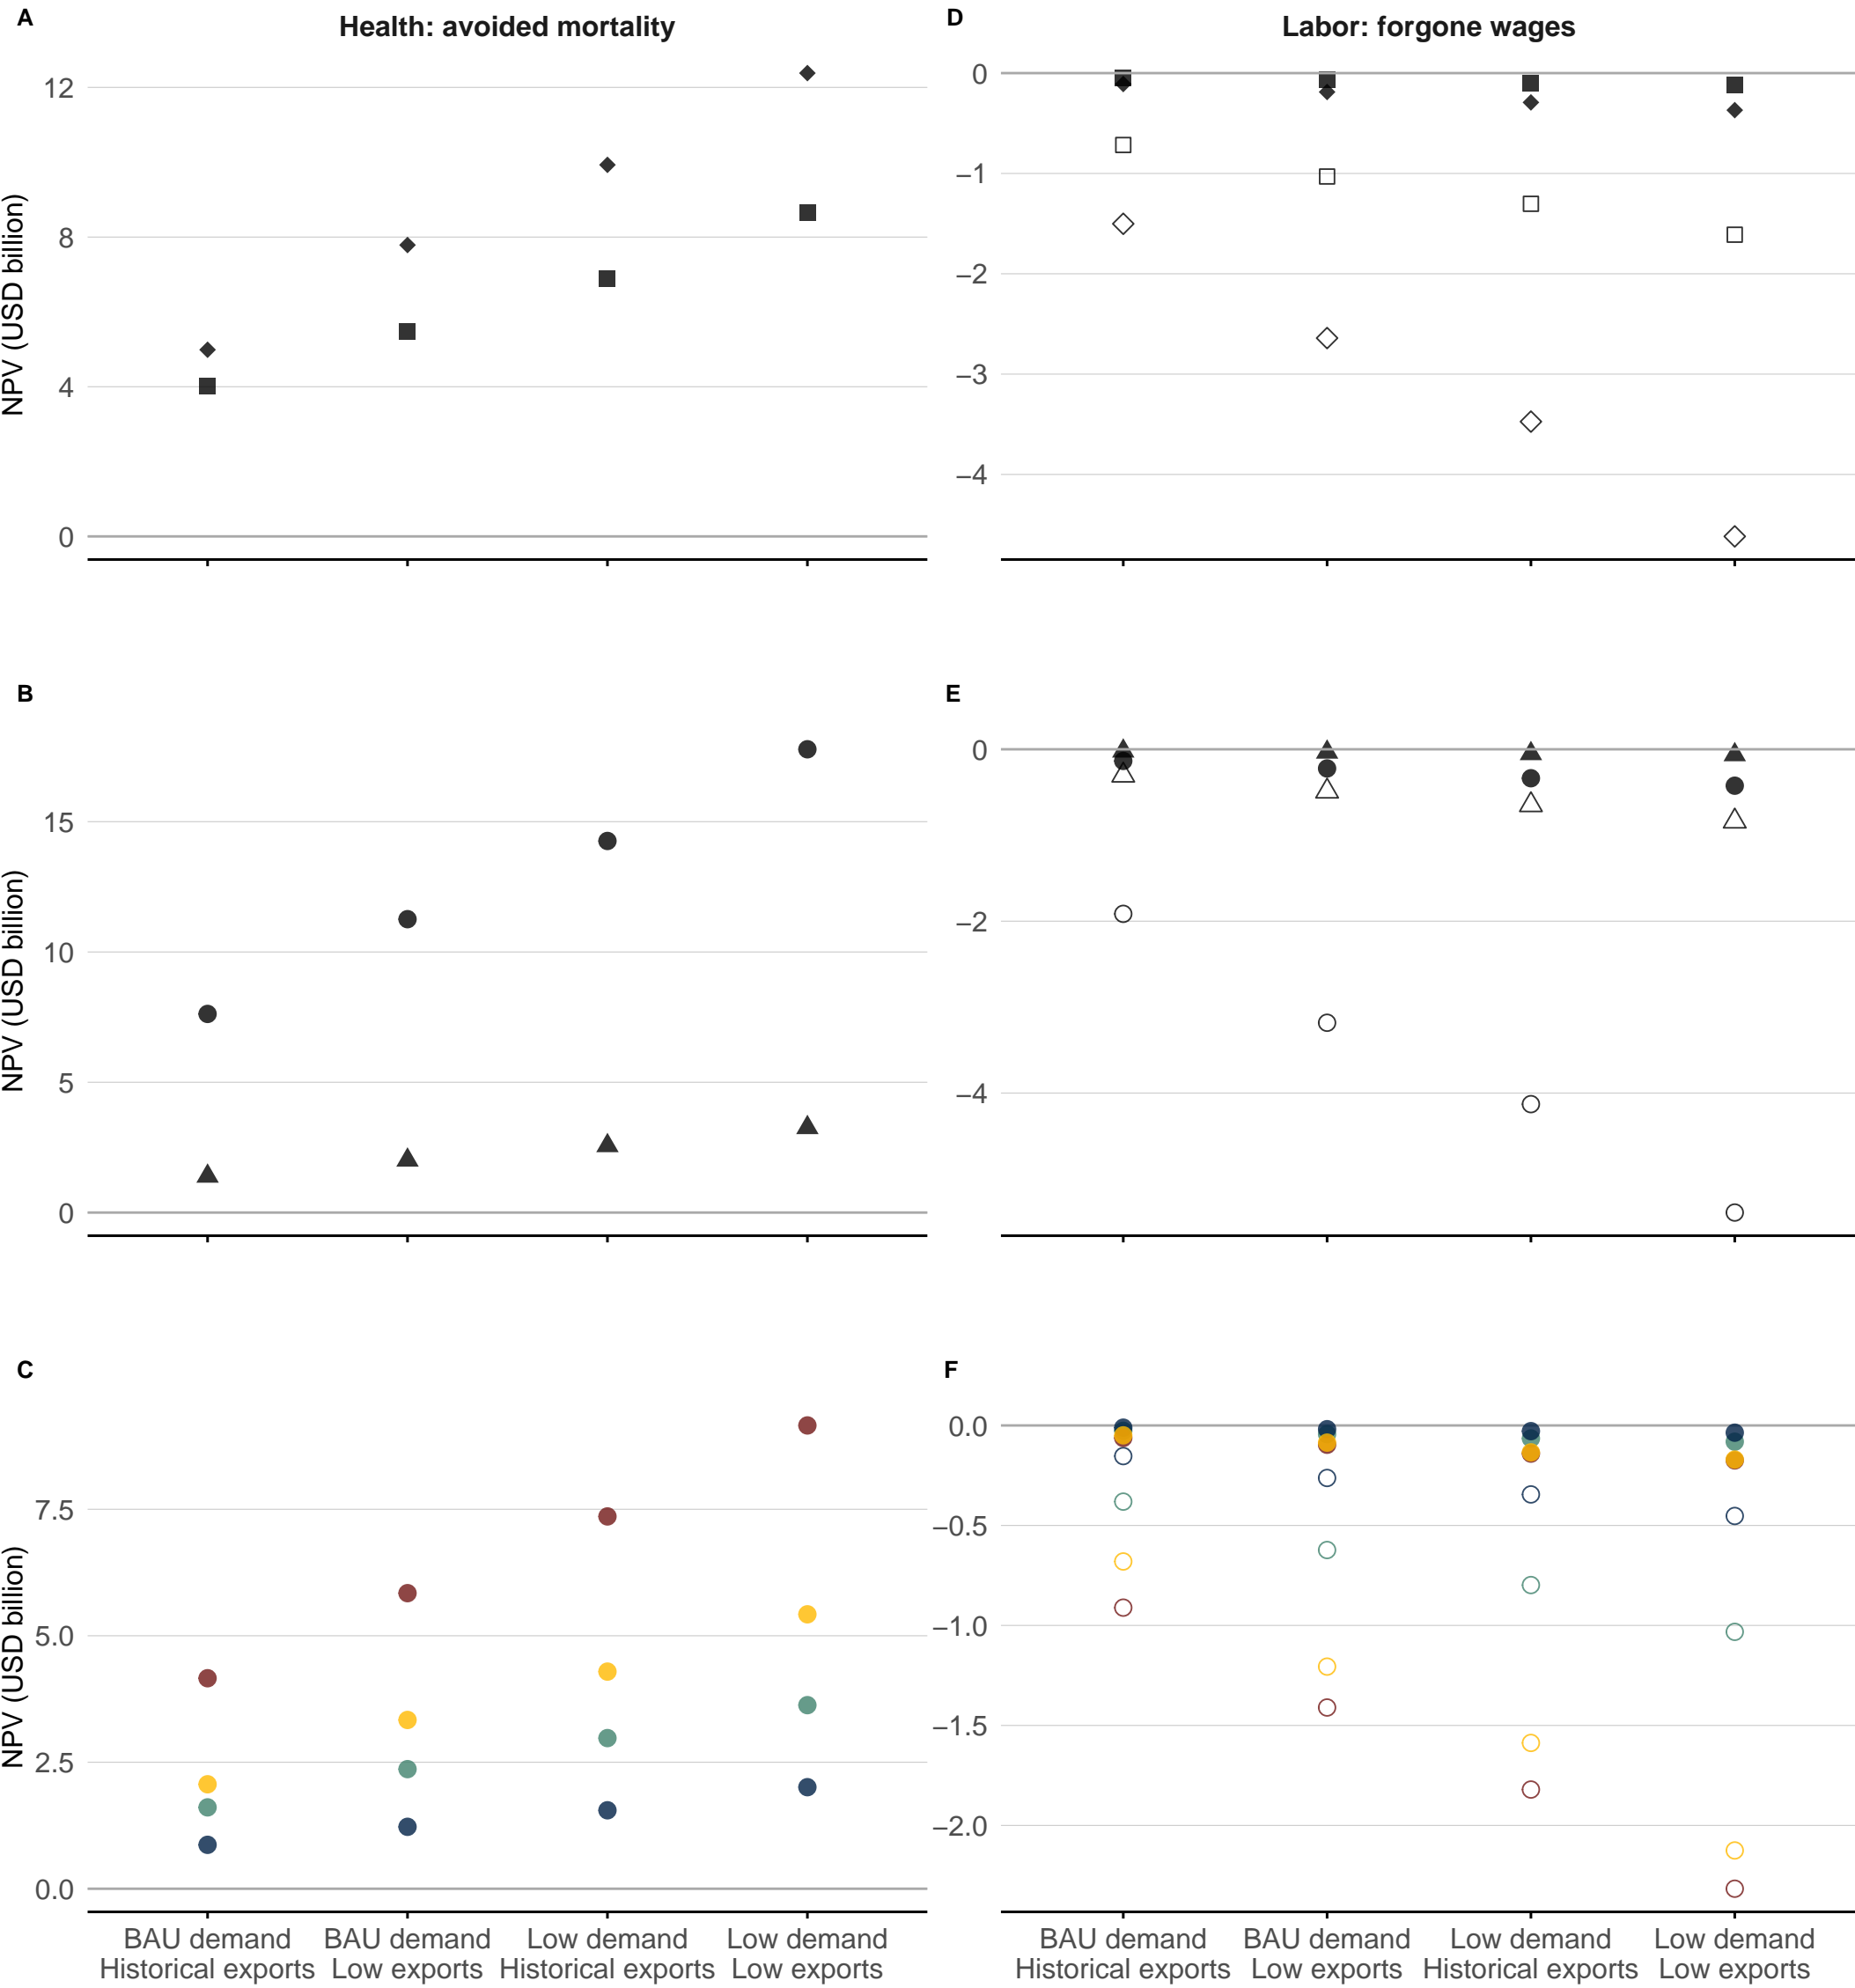 A
Health: avoided mortality
NPV (USD billion)
12
8
4
0
D
Labor: forgone wages
0
−1
−2
−3
−4
B
NPV (USD billion)
15
10
5
0
E
0
−2
−4
C
NPV (USD billion)
7.5
5.0
2.5
0.0
BAU demand
Historical exports
BAU demand
Low exports
Low demand
Historical exports
Low demand
Low exports
F
0.0
−0.5
−1.0
−1.5
−2.0
BAU demand
Historical exports
BAU demand
Low exports
Low demand
Historical exports
Low demand
Low exports